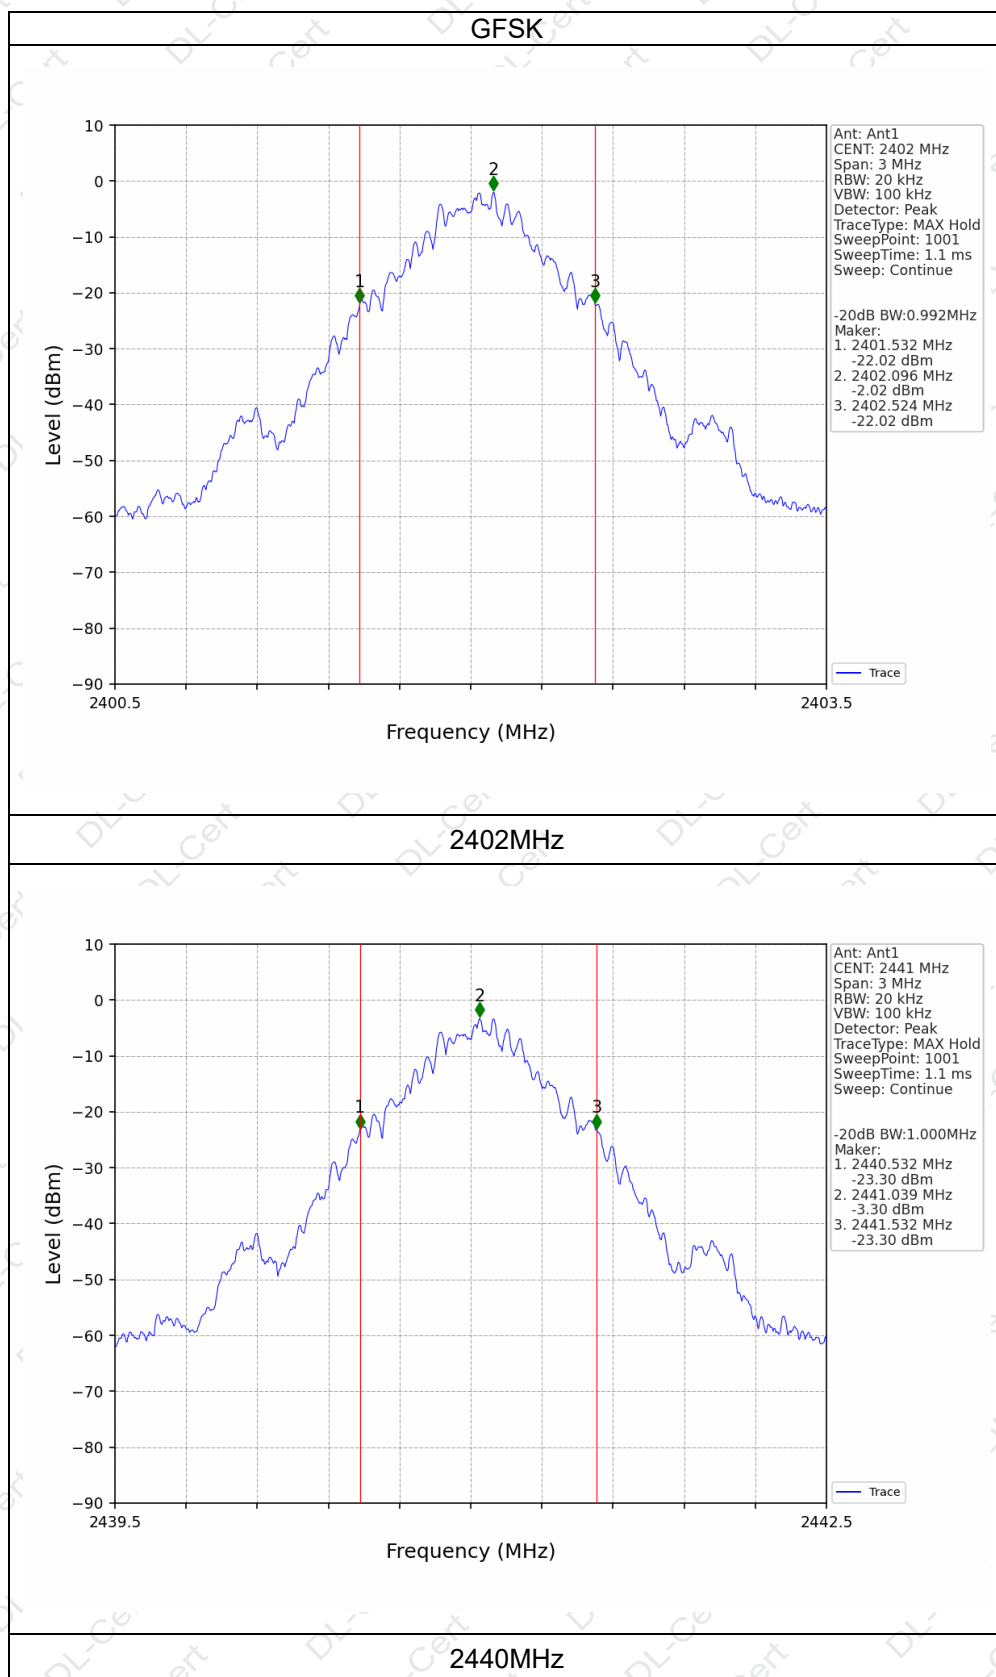 GFSK
10
0
−10
−20
−30
−40
−50
−60
−70
−80
−90
Level (dBm)
1
2
3
2400.5
2403.5
Frequency (MHz)
Ant: Ant1
CENT: 2402 MHz
Span: 3 MHz
RBW: 20 kHz
VBW: 100 kHz
Detector: Peak
TraceType: MAX Hold
SweepPoint: 1001
SweepTime: 1.1 ms
Sweep: Continue
-20dB BW:0.992MHz
Maker:
1. 2401.532 MHz
-22.02 dBm
2. 2402.096 MHz
-2.02 dBm
3. 2402.524 MHz
-22.02 dBm
Trace
2402MHz
10
0
−10
−20
−30
−40
−50
−60
−70
−80
−90
Level (dBm)
1
2
3
2439.5
2442.5
Frequency (MHz)
Ant: Ant1
CENT: 2441 MHz
Span: 3 MHz
RBW: 20 kHz
VBW: 100 kHz
Detector: Peak
TraceType: MAX Hold
SweepPoint: 1001
SweepTime: 1.1 ms
Sweep: Continue
-20dB BW:1.000MHz
Maker:
1. 2440.532 MHz
-23.30 dBm
2. 2441.039 MHz
-3.30 dBm
3. 2441.532 MHz
-23.30 dBm
Trace
2440MHz
DL-Cert